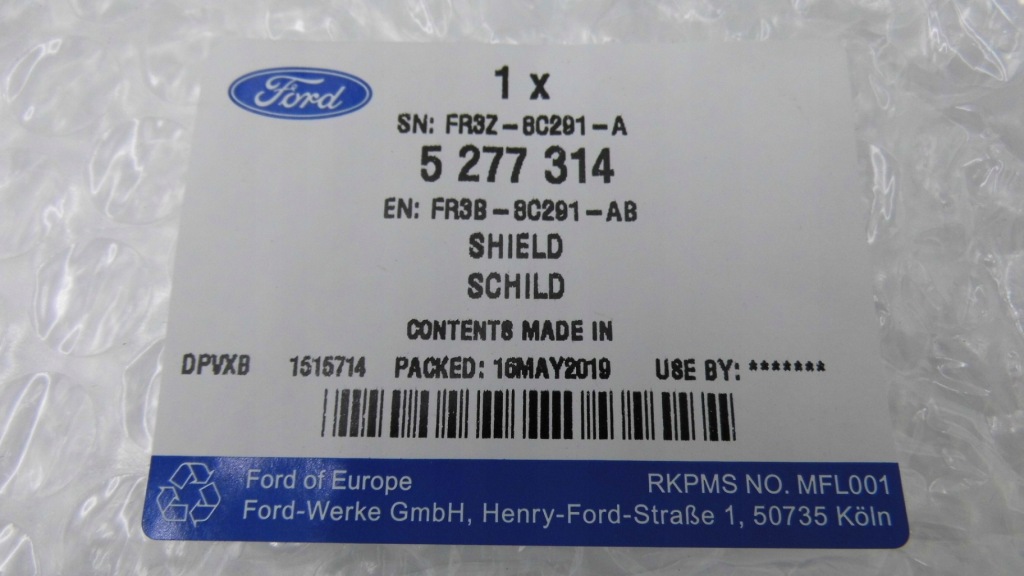 Ford
1 x
SN: FR3Z-8C291-A
5 277 314
EN: FR3B-8C291-AB
SHIELD
SCHILD
CONTENTS MADE IN
DPVXB 1515714 PACKED: 16MAY2019 USE BY: *******
Ford of Europe RKPMS NO. MFL001
Ford-Werke GmbH, Henry-Ford-Straße 1, 50735 Köln